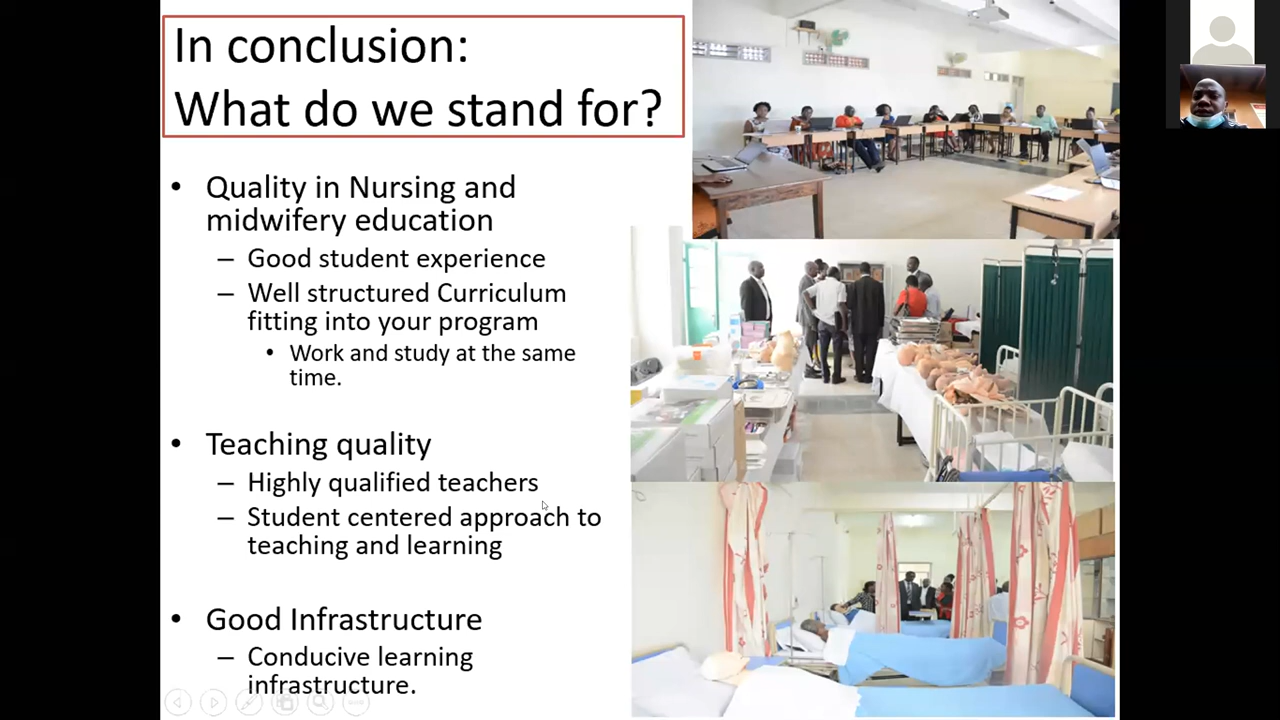 In conclusion:
What do we stand for?
• Quality in Nursing and
midwifery education
– Good student experience
– Well structured Curriculum
fitting into your program
• Work and study at the same
time.
• Teaching quality
– Highly qualified teachers
– Student centered approach to
teaching and learning
• Good Infrastructure
– Conducive learning
infrastructure.